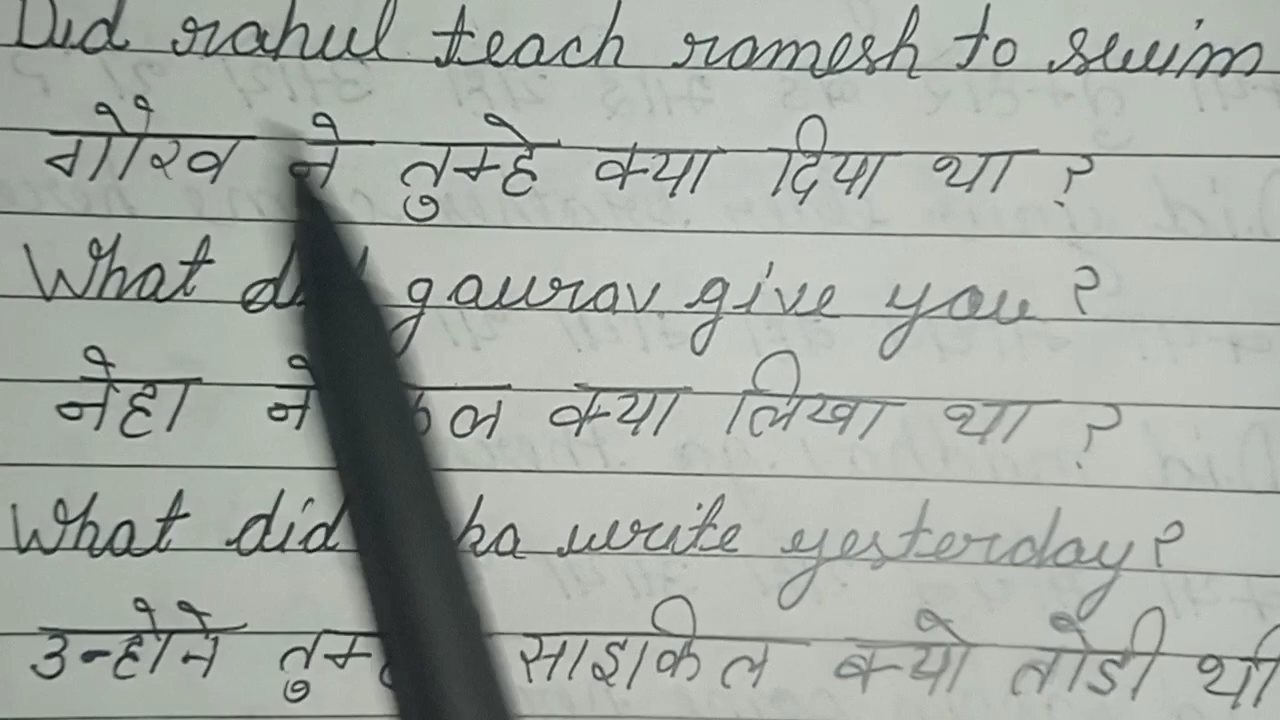 Did rahul teach ramesh to swim
गौरव ने तुम्हे क्या दिया था ?
What gaurav give you ?
नेहा ने क्या लिखा था ?
What did write yesterday ?
उन्होने साइकिल क्यो तोडी थी